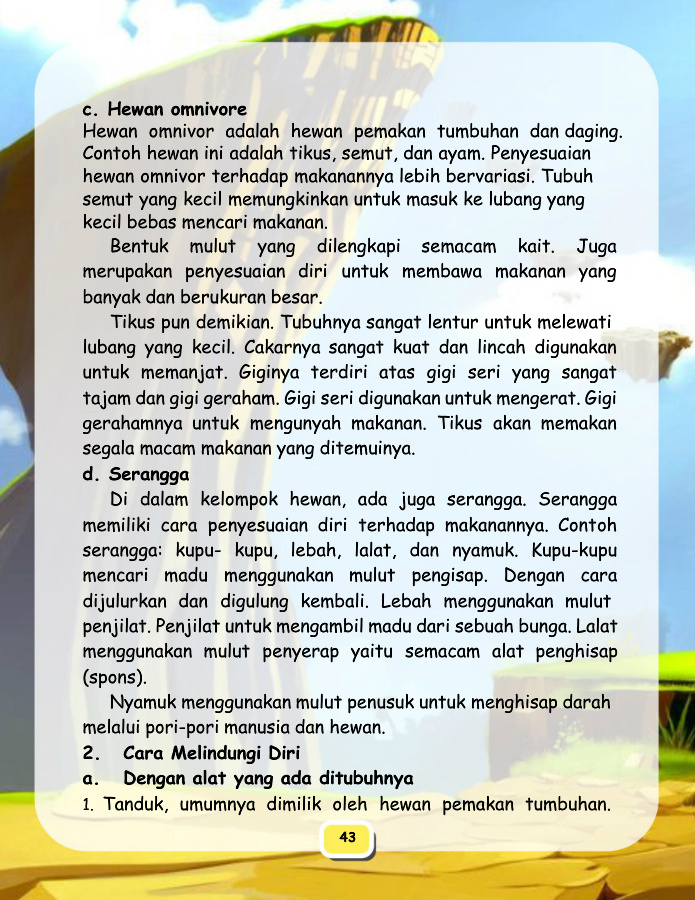 c. Hewan omnivore
Hewan omnivor adalah hewan pemakan tumbuhan dan daging.
Contoh hewan ini adalah tikus, semut, dan ayam. Penyesuaian
hewan omnivor terhadap makanannya lebih bervariasi. Tubuh
semut yang kecil memungkinkan untuk masuk ke lubang yang
kecil bebas mencari makanan.
Bentuk mulut yang dilengkapi semacam kait. Juga
merupakan penyesuaian diri untuk membawa makanan yang
banyak dan berukuran besar.
Tikus pun demikian. Tubuhnya sangat lentur untuk melewati
lubang yang kecil. Cakarnya sangat kuat dan lincah digunakan
untuk memanjat. Giginya terdiri atas gigi seri yang sangat
tajam dan gigi geraham. Gigi seri digunakan untuk mengerat. Gigi
gerahamnya untuk mengunyah makanan. Tikus akan memakan
segala macam makanan yang ditemuinya.
d. Serangga
Di dalam kelompok hewan, ada juga serangga. Serangga
memiliki cara penyesuaian diri terhadap makanannya. Contoh
serangga: kupu- kupu, lebah, lalat, dan nyamuk. Kupu-kupu
mencari madu menggunakan mulut pengisap. Dengan cara
dijulurkan dan digulung kembali. Lebah menggunakan mulut
penjilat. Penjilat untuk mengambil madu dari sebuah bunga. Lalat
menggunakan mulut penyerap yaitu semacam alat penghisap
(spons).
Nyamuk menggunakan mulut penusuk untuk menghisap darah
melalui pori-pori manusia dan hewan.
2. Cara Melindungi Diri
a. Dengan alat yang ada ditubuhnya
1. Tanduk, umumnya dimilik oleh hewan pemakan tumbuhan.
43